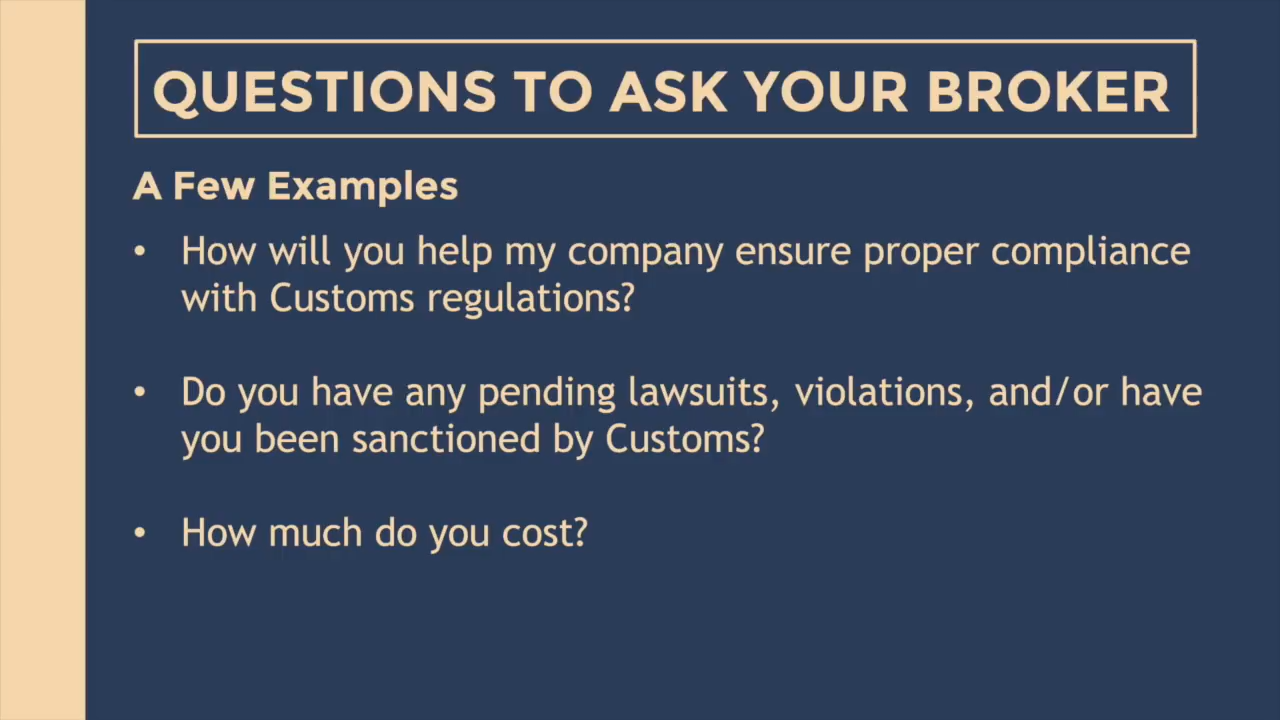 QUESTIONS TO ASK YOUR BROKER
A Few Examples
• How will you help my company ensure proper compliance
with Customs regulations?
• Do you have any pending lawsuits, violations, and/or have
you been sanctioned by Customs?
• How much do you cost?